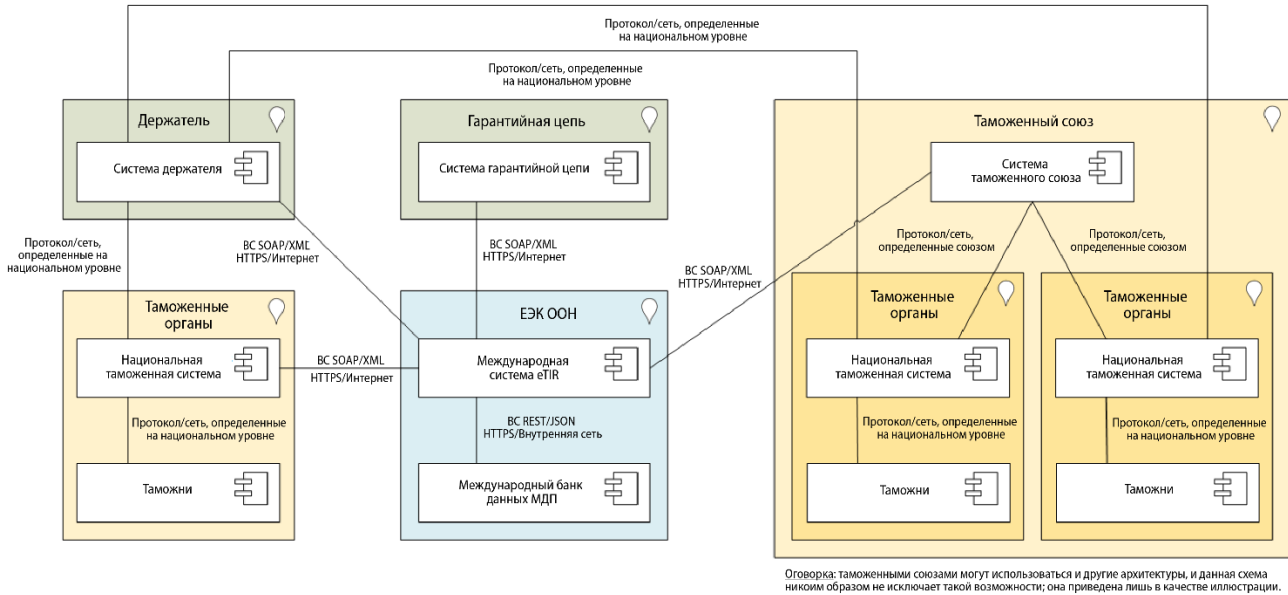 Протокол/сеть, определенные
на национальном уровне
Протокол/сеть, определенные
на национальном уровне
Держатель
Система держателя
Гарантийная цепь
Система гарантийной цепи
Таможенный союз
Система
таможенного союза
Протокол/сеть,
определенные на
национальном уровне
ВС SOAP/XML
HTTPS/Интернет
ВС SOAP/XML
HTTPS/Интернет
ВС SOAP/XML
HTTPS/Интернет
Протокол/сеть,
определенные союзом
Протокол/сеть,
определенные союзом
Таможенные
органы
Национальная
таможенная система
Протокол/сеть, определенные
на национальном уровне
Таможни
ВС SOAP/XML
HTTPS/Интернет
ЕЭК ООН
Международная
система eTIR
ВС REST/JSON
HTTPS/Внутренняя сеть
Международный банк
данных МДП
Таможенные
органы
Национальная
таможенная система
Протокол/сеть, определенные
на национальном уровне
Таможни
Таможенные
органы
Национальная
таможенная система
Протокол/сеть, определенные
на национальном уровне
Таможни
Оговорка: таможенными союзами могут использоваться и другие архитектуры, и данная схема
никоим образом не исключает такой возможности; она приведена лишь в качестве иллюстрации.